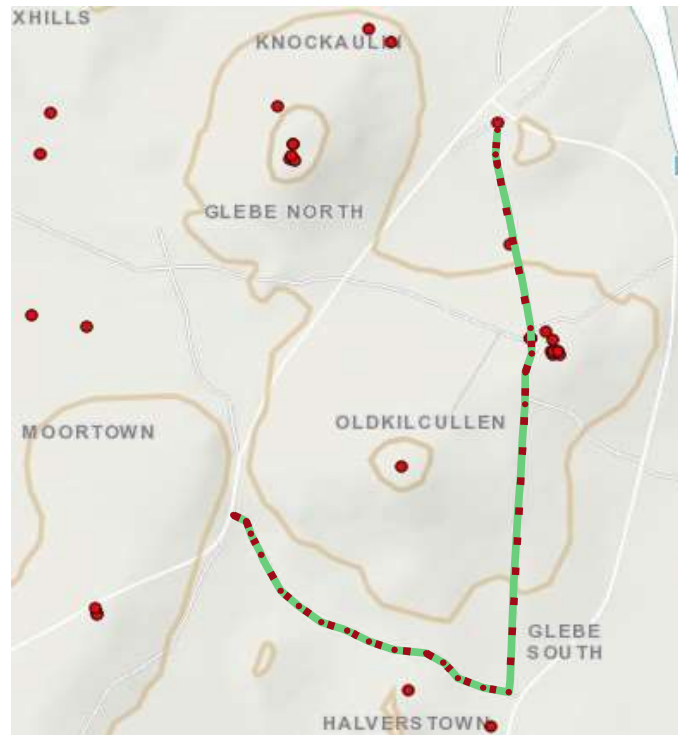 XHILLS
KNOCKAULIN
GLEBE NORTH
OLDKILCULLEN
MOORTOWN
GLEBE
SOUTH
HALVERSTOWN